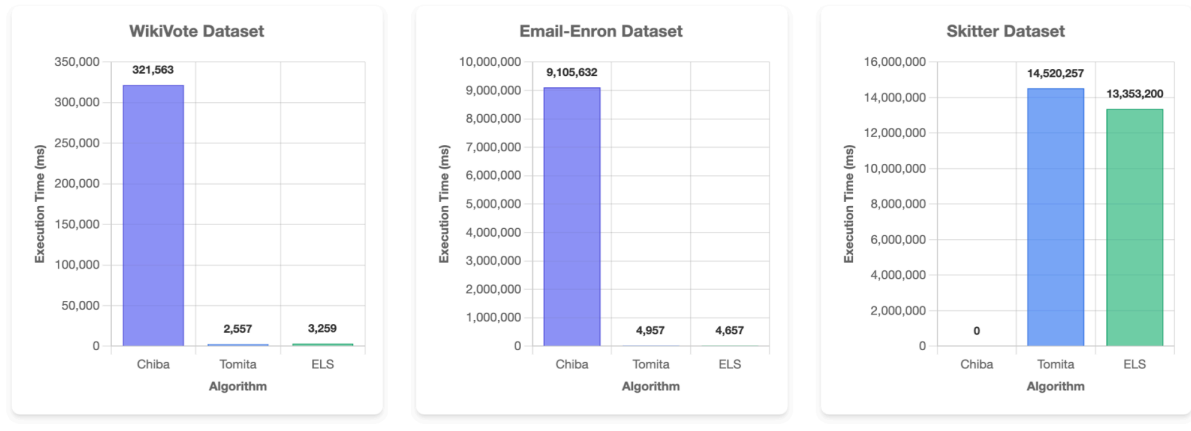 WikiVote Dataset
350,000
300,000
250,000
200,000
150,000
100,000
50,000
0
Execution Time (ms)
321,563
2,557
3,259
Chiba
Tomita
ELS
Algorithm
Email-Enron Dataset
10,000,000
9,000,000
8,000,000
7,000,000
6,000,000
5,000,000
4,000,000
3,000,000
2,000,000
1,000,000
0
Execution Time (ms)
9,105,632
4,957
4,657
Chiba
Tomita
ELS
Algorithm
Skitter Dataset
16,000,000
14,000,000
12,000,000
10,000,000
8,000,000
6,000,000
4,000,000
2,000,000
0
Execution Time (ms)
0
14,520,257
13,353,200
Chiba
Tomita
ELS
Algorithm